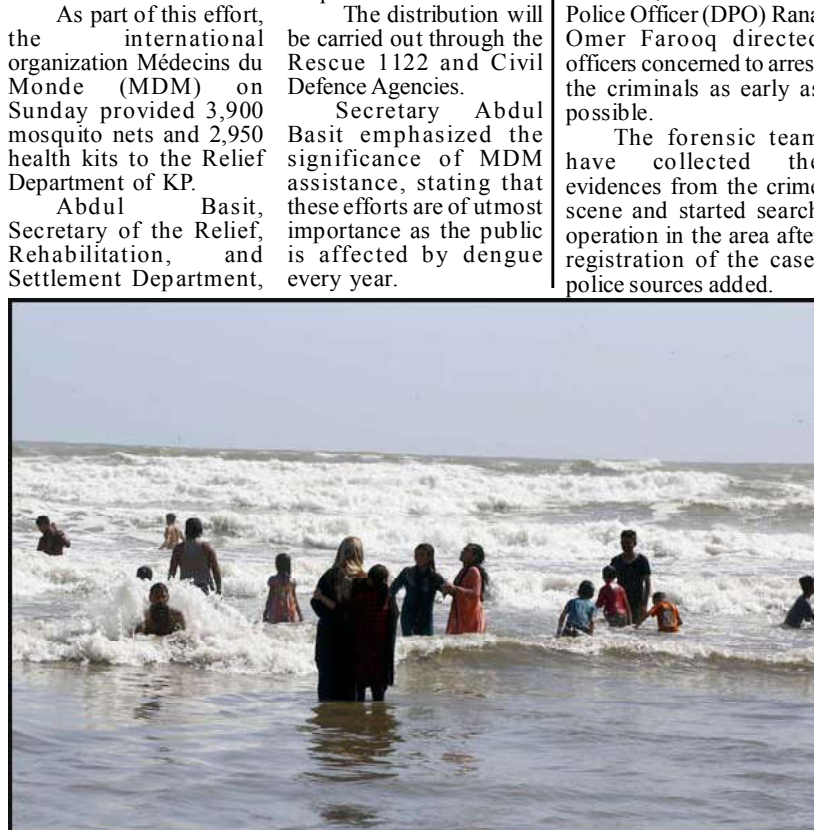 As part of this effort,
the international
organization Médecins du
Monde (MDM) on
Sunday provided 3,900
mosquito nets and 2,950
health kits to the Relief
Department of KP.
Abdul Basit,
Secretary of the Relief,
Rehabilitation, and
Settlement Department,
The distribution will
be carried out through the
Rescue 1122 and Civil
Defence Agencies.
Secretary Abdul
Basit emphasized the
significance of MDM
assistance, stating that
these efforts are of utmost
importance as the public
is affected by dengue
every year.
Police Officer (DPO) Rana
Omer Farooq directed
officers concerned to arrest
the criminals as early as
possible.
The forensic team
have collected the
evidences from the crime
scene and started search
operation in the area after
registration of the case
police sources added.